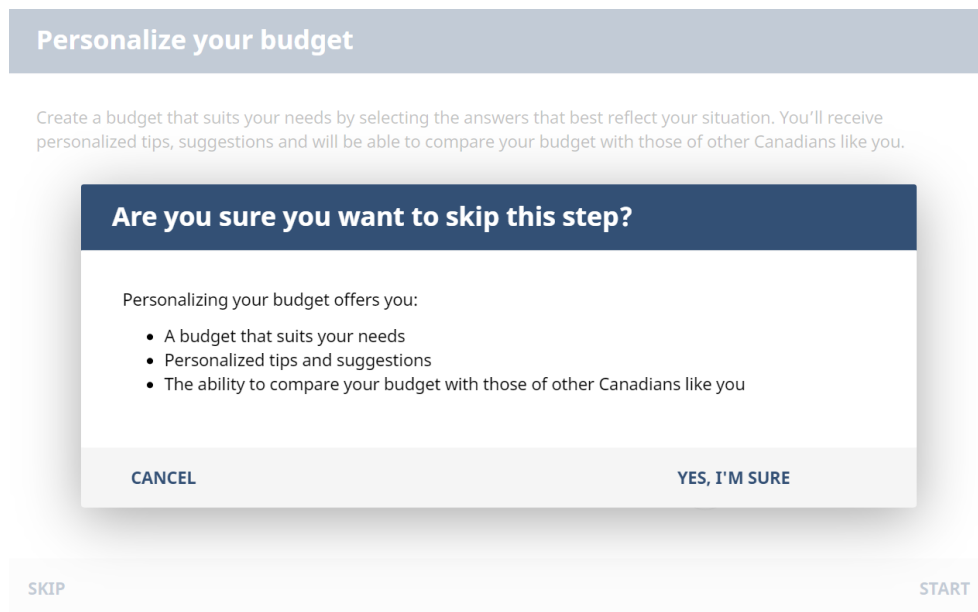 Personalize your budget
Create a budget that suits your needs by selecting the answers that best reflect your situation. You’ll receive
personalized tips, suggestions and will be able to compare your budget with those of other Canadians like you.
Are you sure you want to skip this step?
Personalizing your budget offers you:
• A budget that suits your needs
• Personalized tips and suggestions
• The ability to compare your budget with those of other Canadians like you
CANCEL YES, I'M SURE
SKIP START